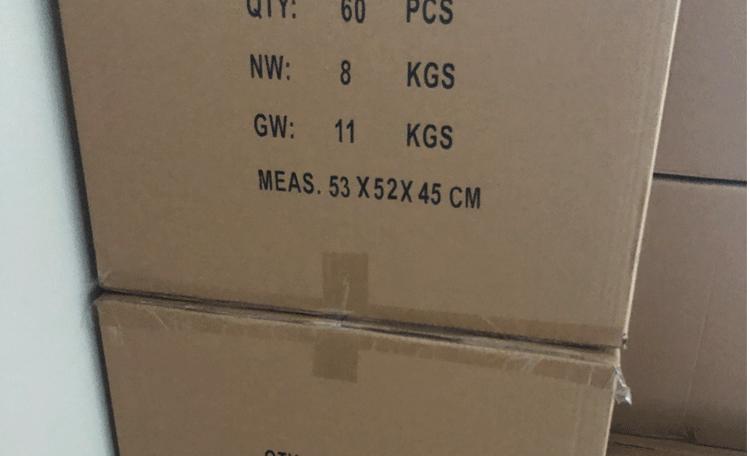 QTY: 60 PCS
NW: 8 KGS
GW: 11 KGS
MEAS. 53 X 52 X 45 CM